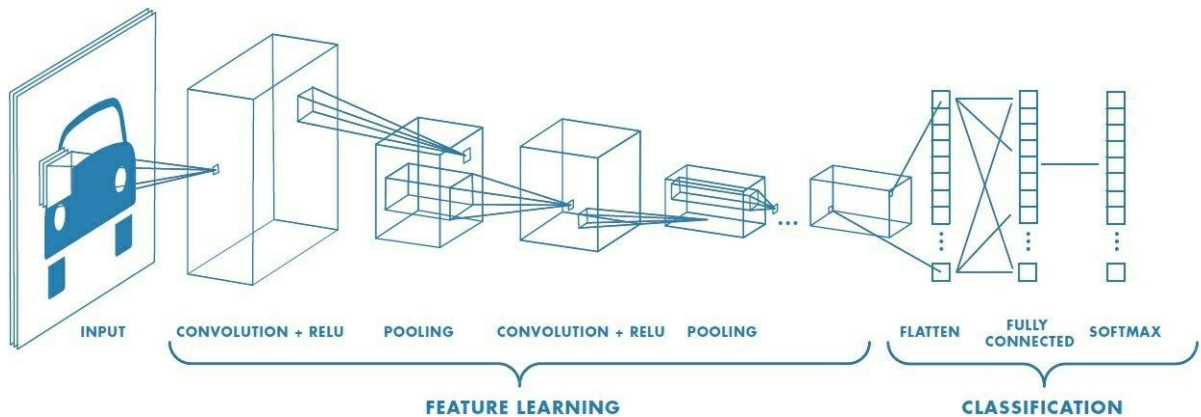 INPUT
CONVOLUTION + RELU
POOLING
CONVOLUTION + RELU
POOLING
FLATTEN
FULLY
CONNECTED
SOFTMAX
FEATURE LEARNING
CLASSIFICATION